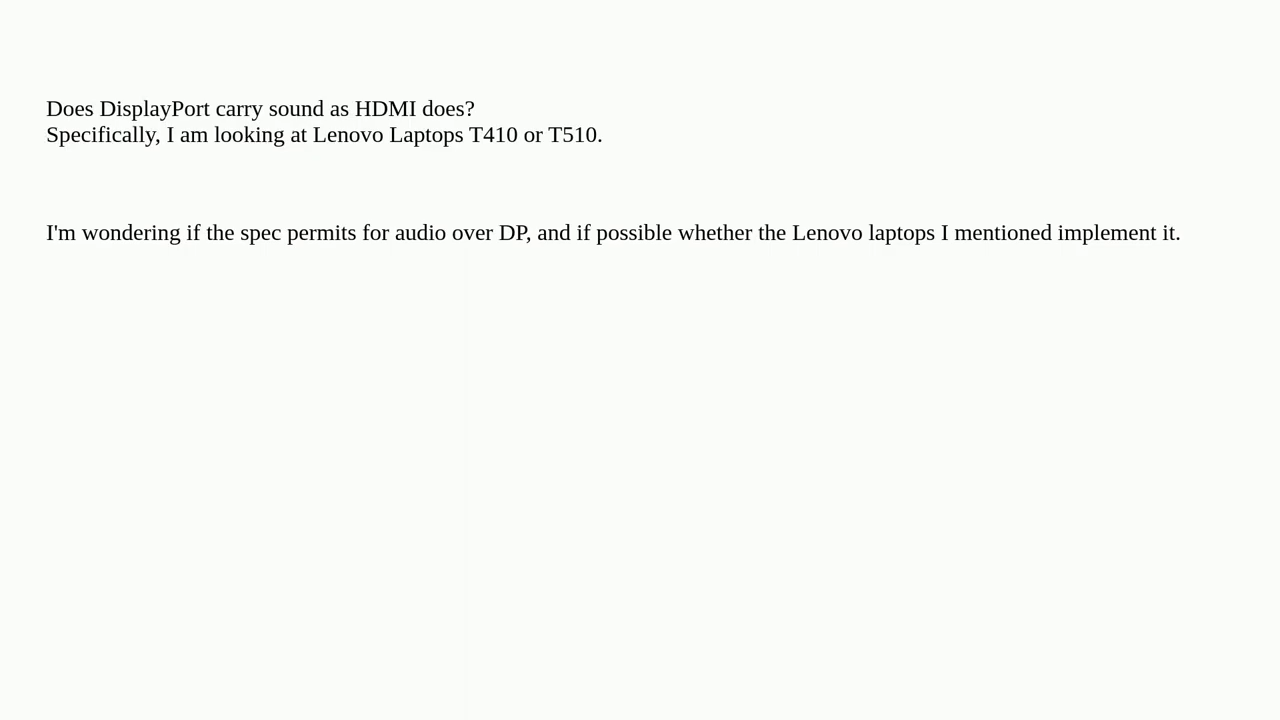 Does DisplayPort carry sound as HDMI does?
Specifically, I am looking at Lenovo Laptops T410 or T510.
I'm wondering if the spec permits for audio over DP, and if possible whether the Lenovo laptops I mentioned implement it.